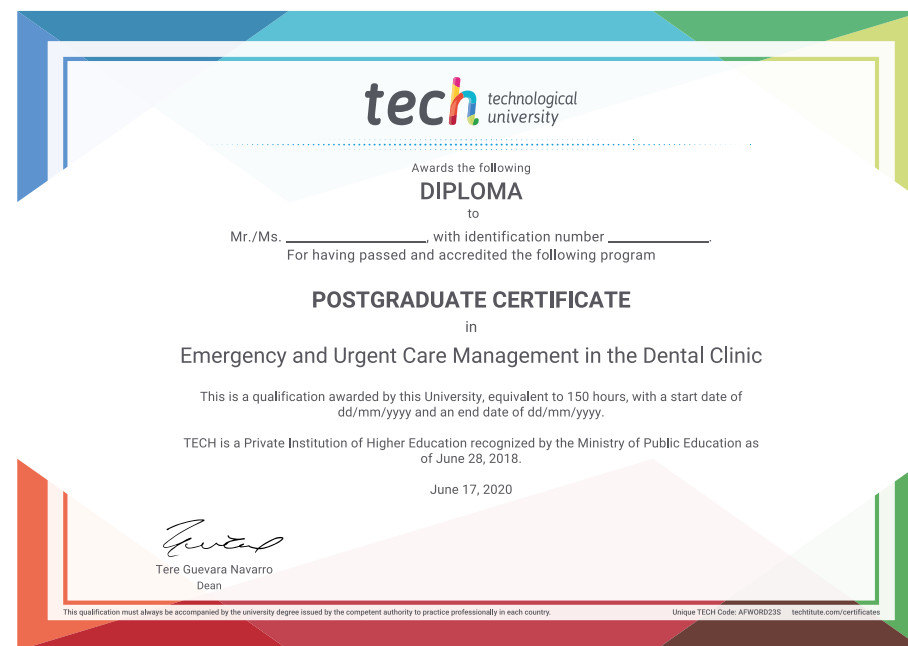 tech technological
university
Awards the following
DIPLOMA
to
Mr./Ms. ____________________, with identification number ______________.
For having passed and accredited the following program
POSTGRADUATE CERTIFICATE
in
Emergency and Urgent Care Management in the Dental Clinic
This is a qualification awarded by this University, equivalent to 150 hours, with a start date of
dd/mm/yyyy and an end date of dd/mm/yyyy.
TECH is a Private Institution of Higher Education recognized by the Ministry of Public Education as
of June 28, 2018.
June 17, 2020
Tere Guevara Navarro
Dean
This qualification must always be accompanied by the university degree issued by the competent authority to practice professionally in each country. Unique TECH Code: AFWORD23S techtitute.com/certificates